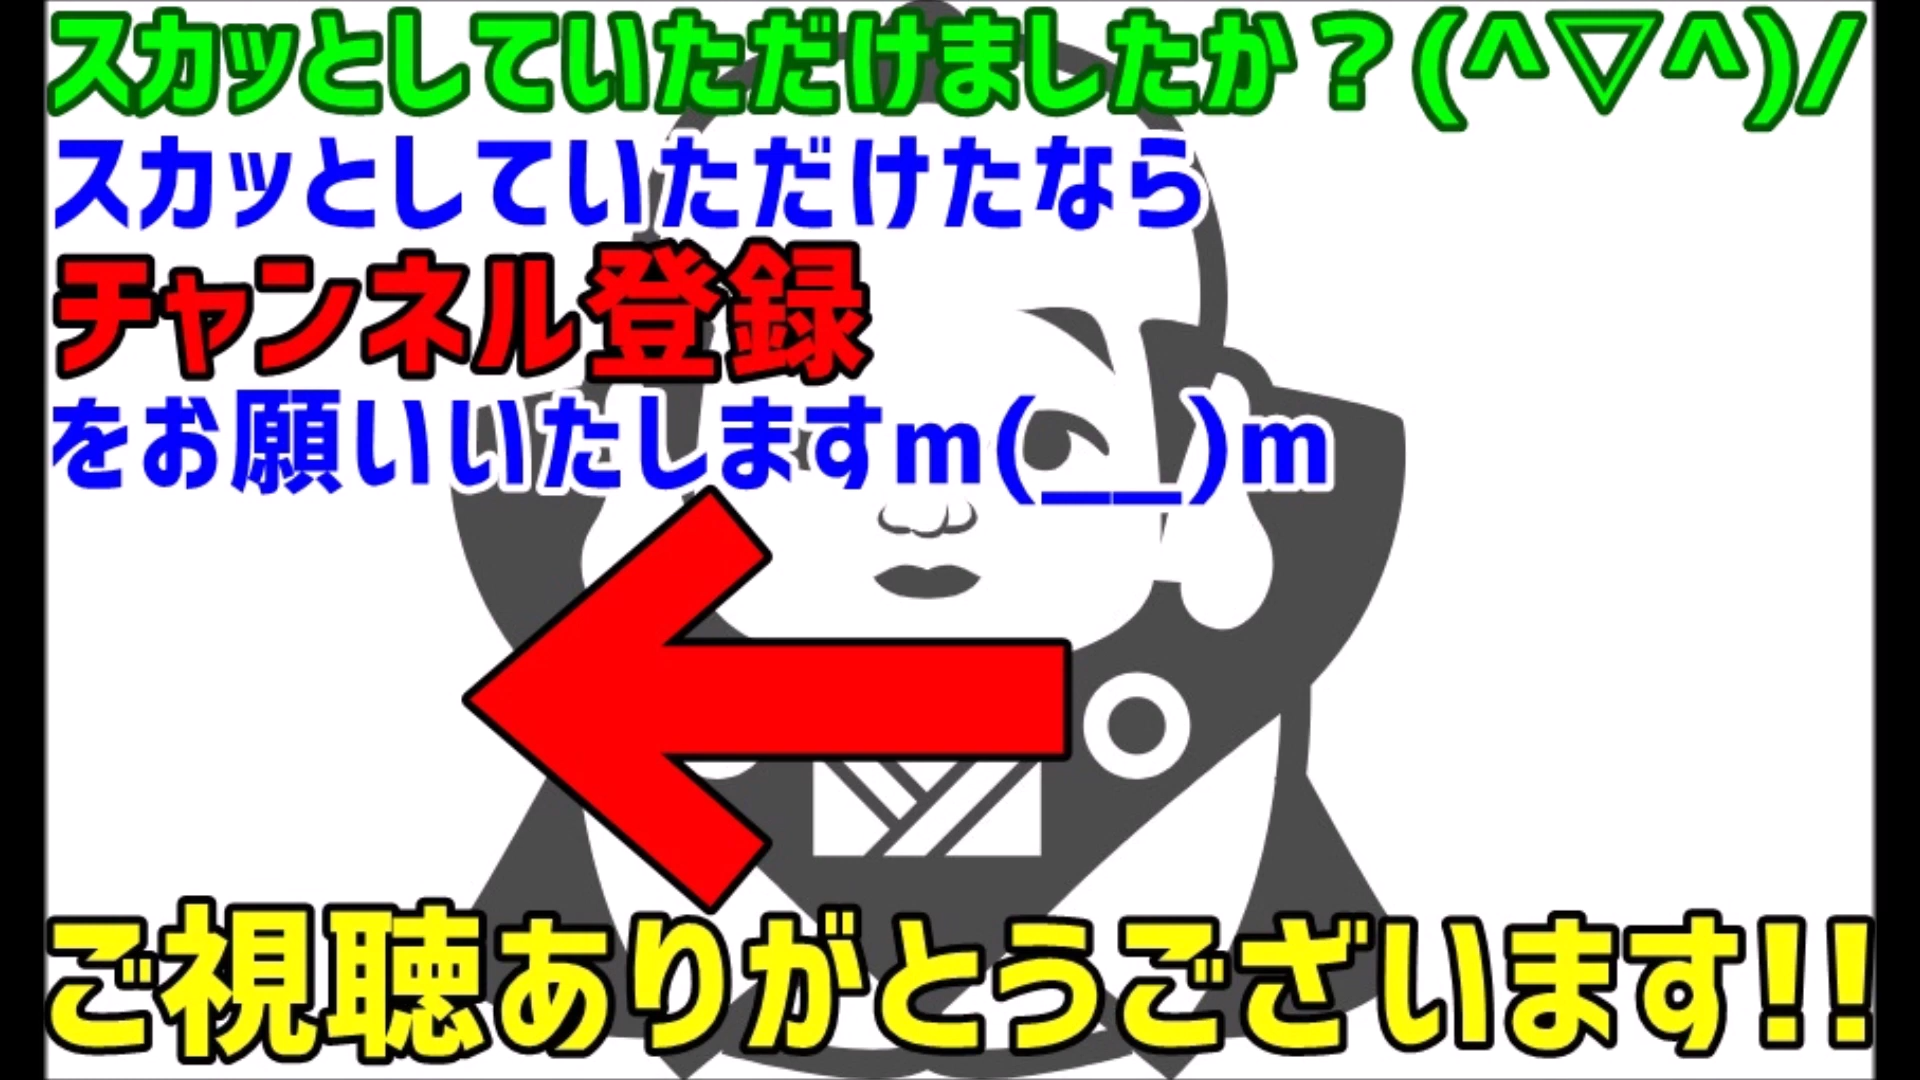 スカッとしていただけましたか？(^▽^)/
スカッとしていただけたなら
チャンネル登録
をお願いいたしますm(__)m
ご視聴ありがとうございます!!